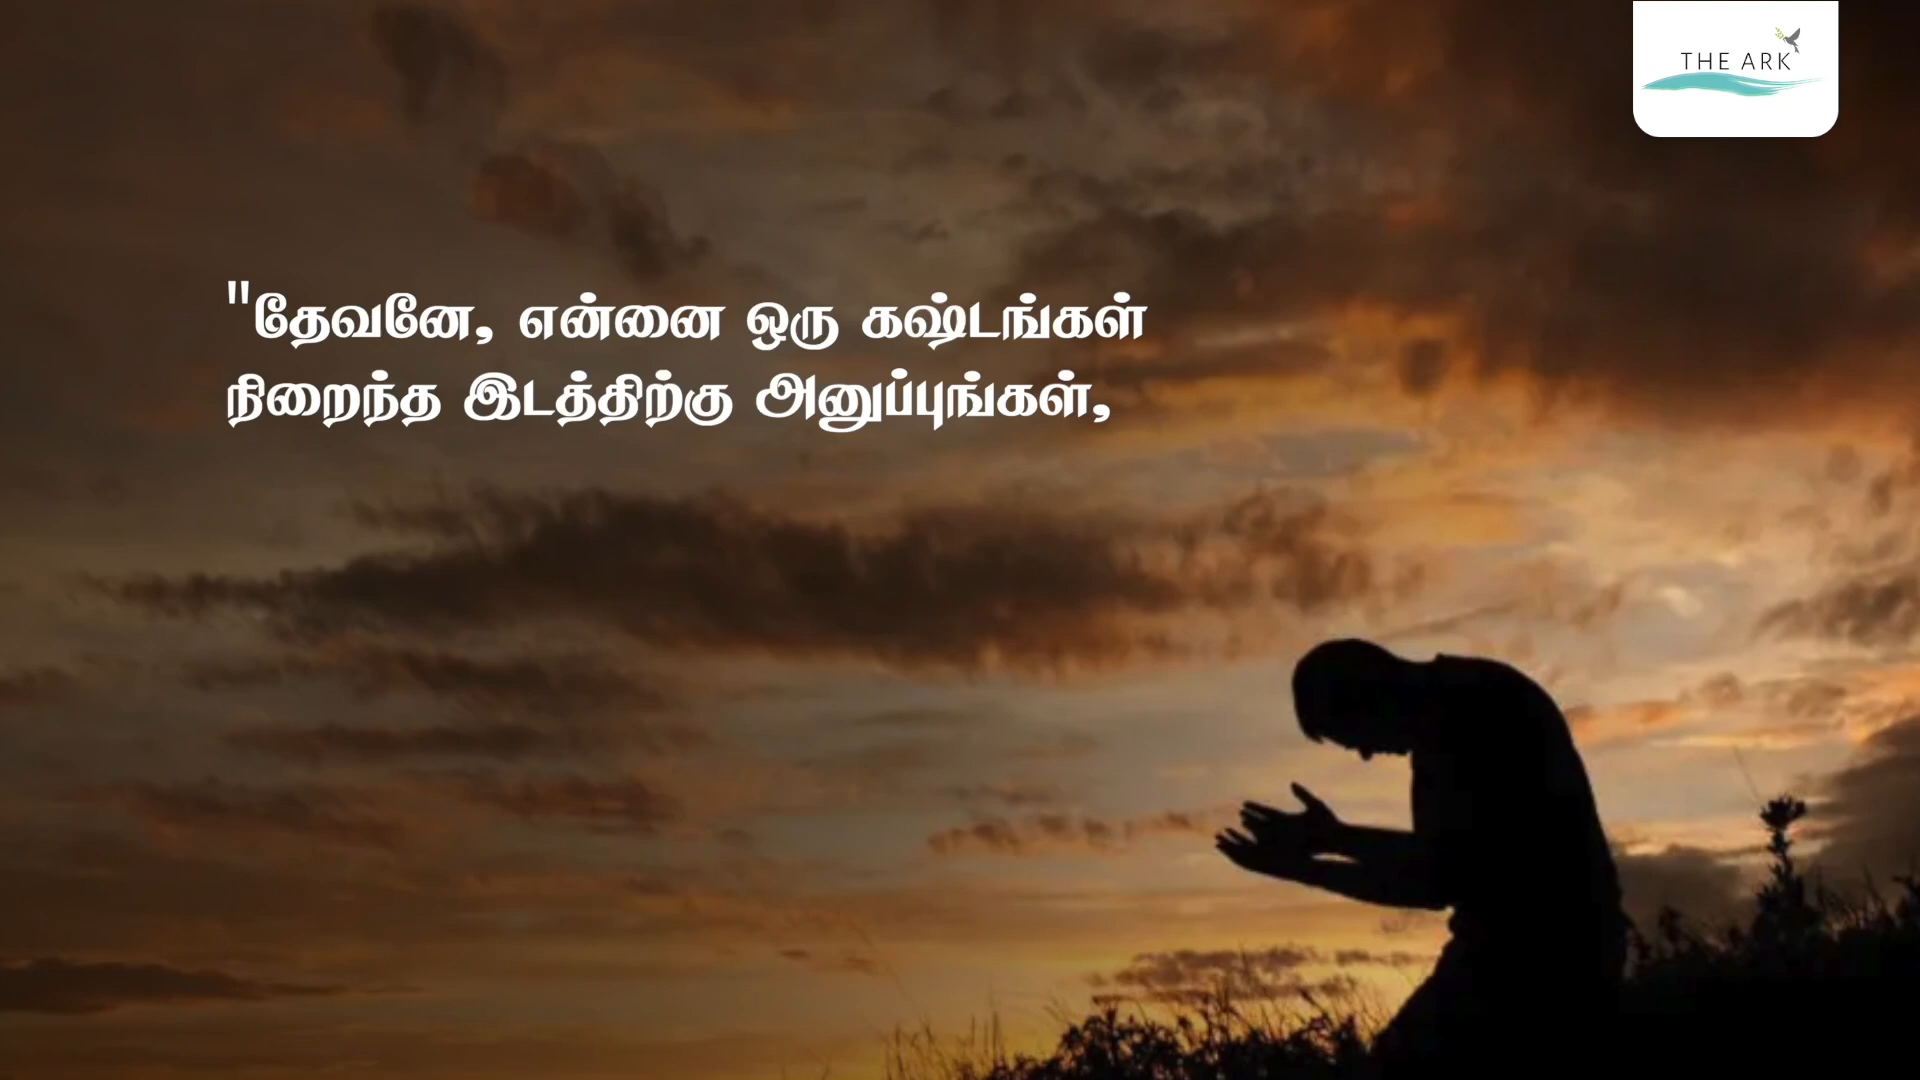 THE ARK
"தேவனே, என்னை ஒரு கஷ்டங்கள்
நிறைந்த இடத்திற்கு அனுப்புங்கள்,